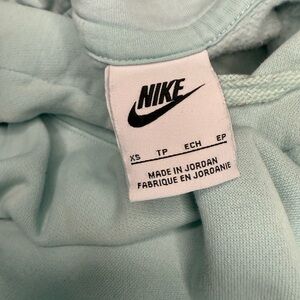 NIKE
XS TP ECH EP
MADE IN JORDAN
FABRIQUE EN JORDANIE